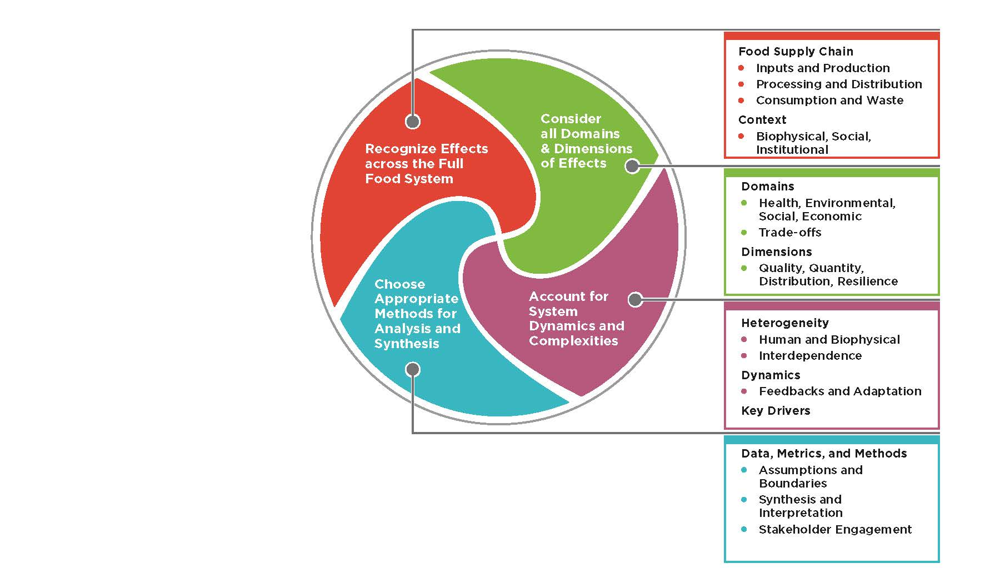 Recognize Effects
across the Full
Food System
Consider
all Domains
& Dimensions
of Effects
Choose
Appropriate
Methods for
Analysis and
Synthesis
Account for
System
Dynamics and
Complexities
Food Supply Chain
• Inputs and Production
• Processing and Distribution
• Consumption and Waste
Context
• Biophysical, Social,
Institutional
Domains
• Health, Environmental,
Social, Economic
• Trade-offs
Dimensions
• Quality, Quantity,
Distribution, Resilience
Heterogeneity
• Human and Biophysical
• Interdependence
Dynamics
• Feedbacks and Adaptation
Key Drivers
Data, Metrics, and Methods
• Assumptions and
Boundaries
• Synthesis and
Interpretation
• Stakeholder Engagement